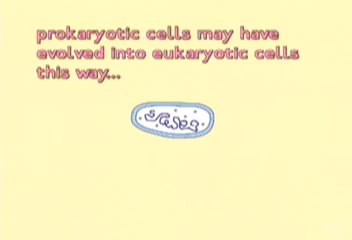 prokaryotic cells may have
evolved into eukaryotic cells
this way...